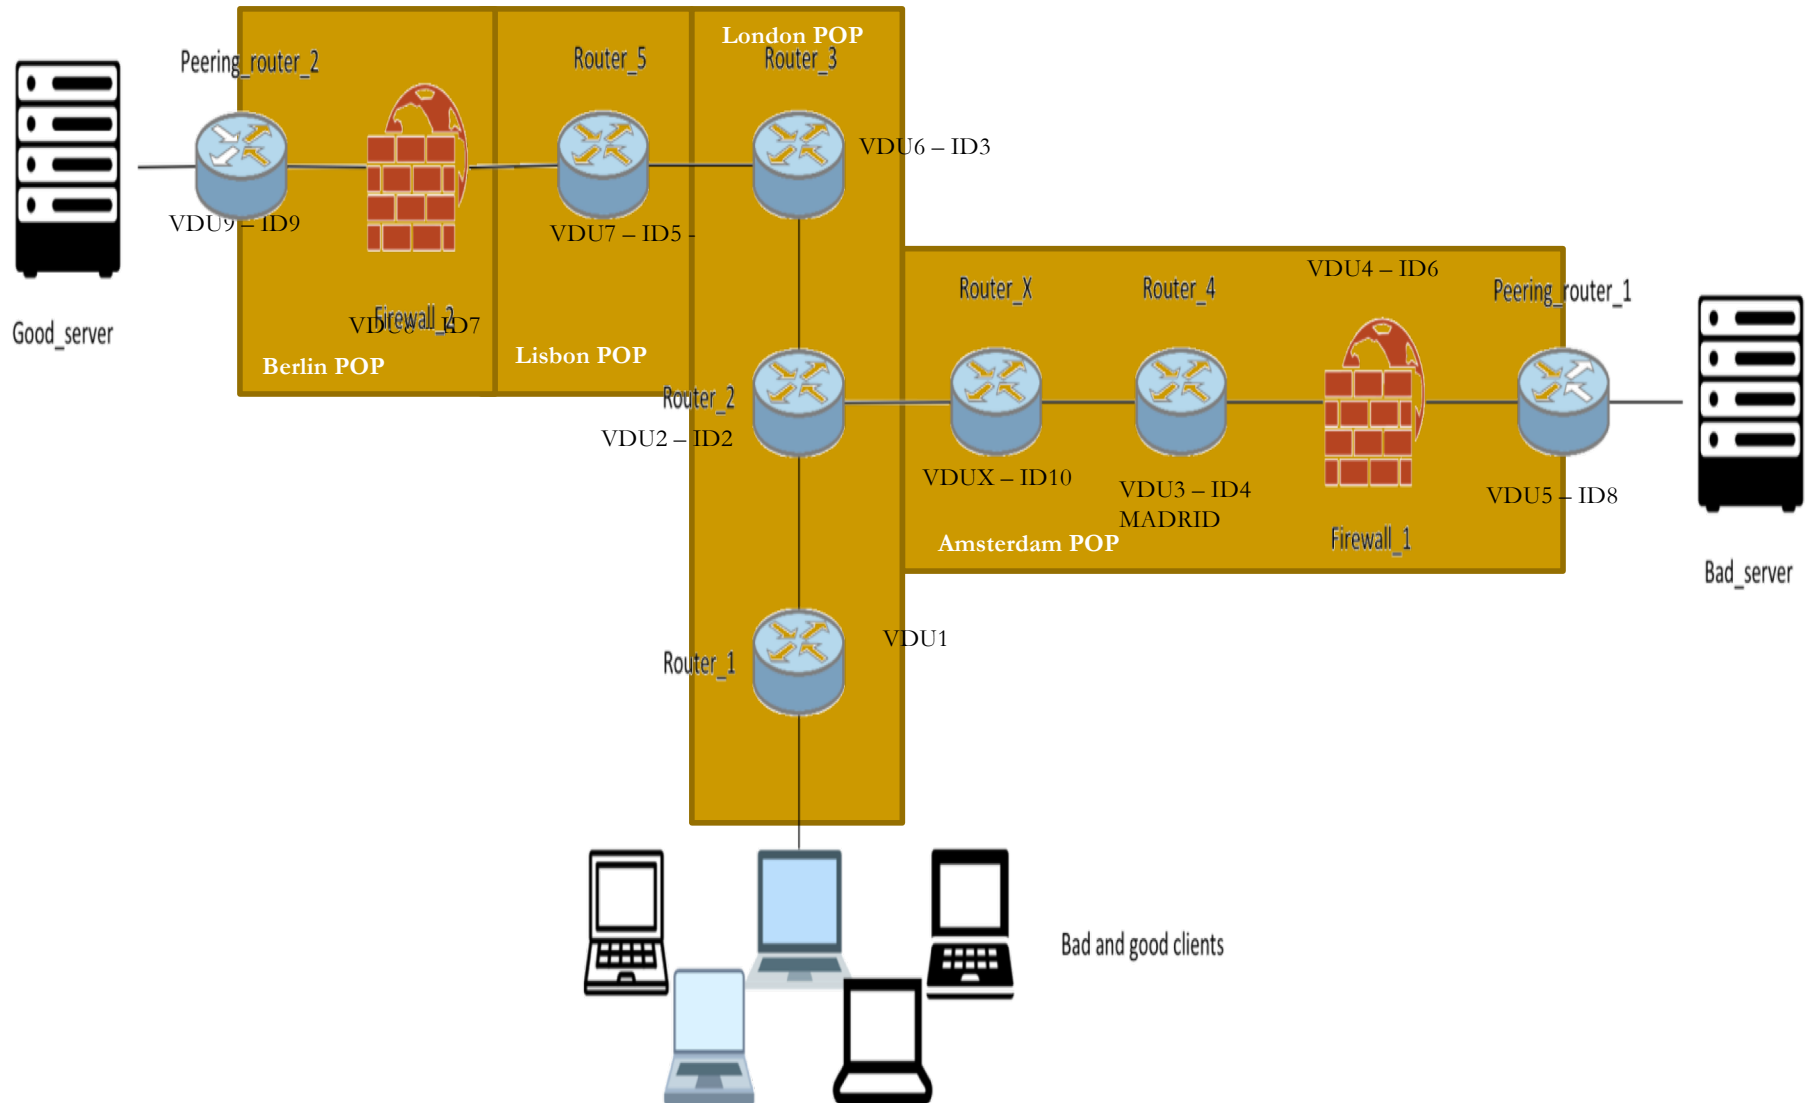 London POP
Peering_router_2
Router_5
Router_3
VDU6 – ID3
VDU9 – ID9
VDU7 – ID5 -
VDU4 – ID6
Router_X
Router_4
Peering_router_1
Good_server
Firewall_2
VDU8 – ID7
Berlin POP
Lisbon POP
Router_2
VDU2 – ID2
VDUX – ID10
VDU3 – ID4
MADRID
VDU5 – ID8
Amsterdam POP
Firewall_1
Bad_server
VDU1
Router_1
Bad and good clients